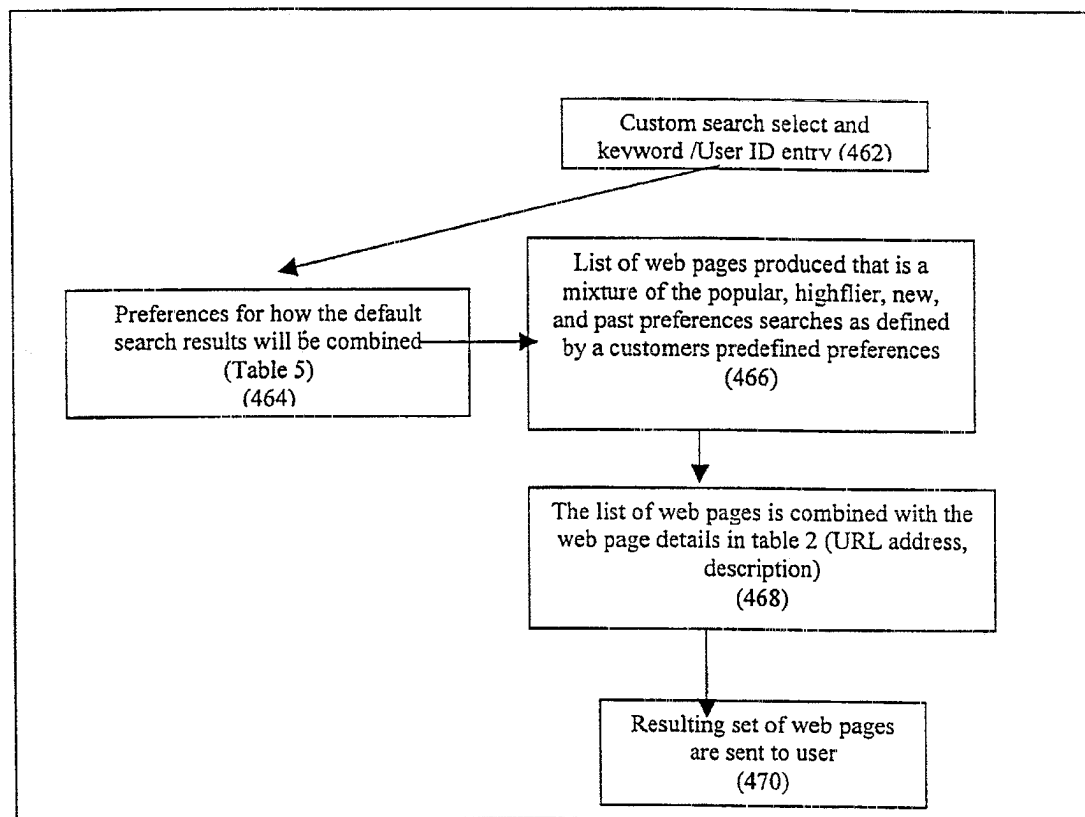 Custom search select and
keyword /User ID entry (462)
Preferences for how the default
search results will be combined
(Table 5)
(464)
List of web pages produced that is a
mixture of the popular, highflier, new,
and past preferences searches as defined
by a customers predefined preferences
(466)
The list of web pages is combined with the
web page details in table 2 (URL address,
description)
(468)
Resulting set of web pages
are sent to user
(470)